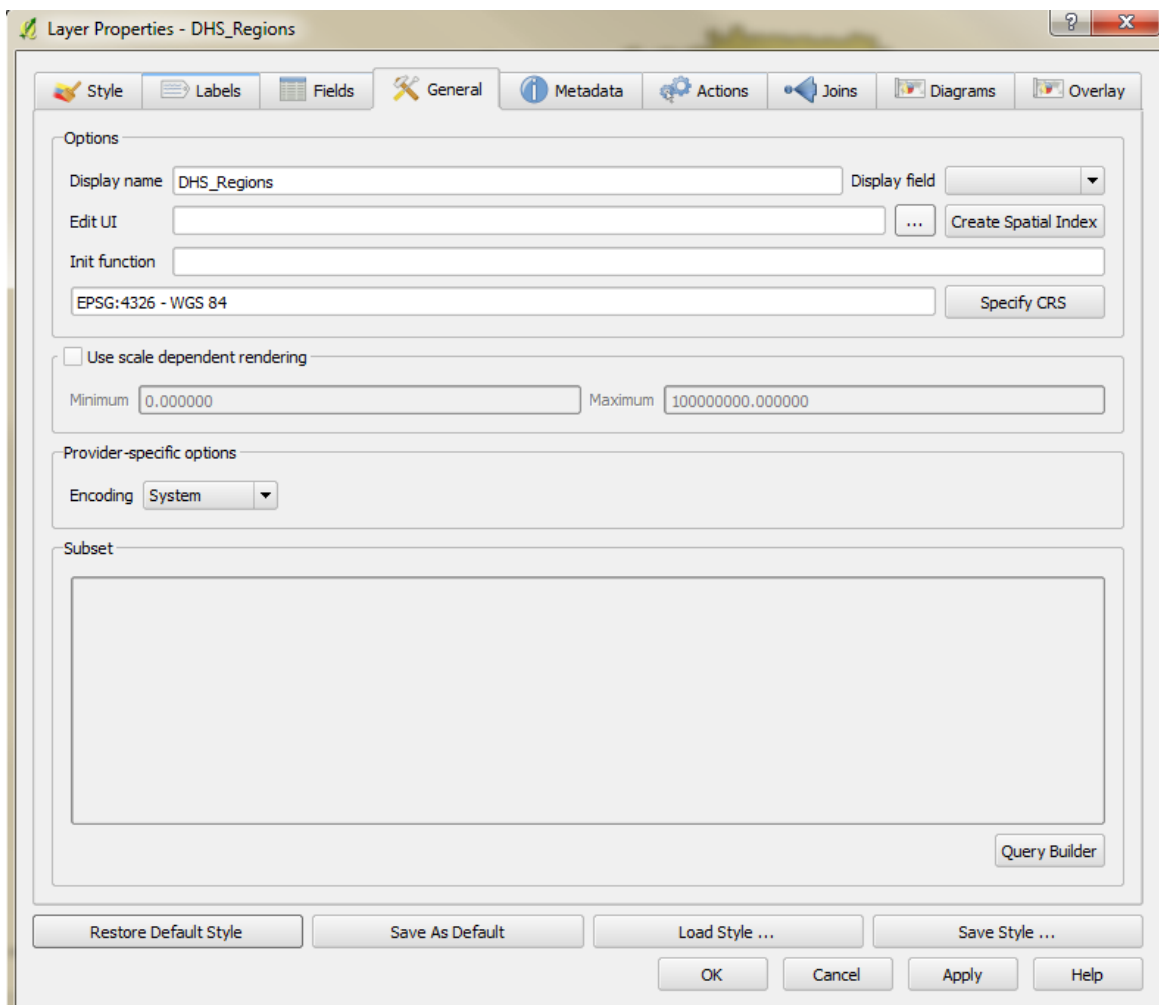 Layer Properties - DHS_Regions
Style Labels Fields General Metadata Actions Joins Diagrams Overlay
Options
Display name DHS_Regions Display field
Edit UI ... Create Spatial Index
Init function
EPSG:4326 - WGS 84 Specify CRS
Use scale dependent rendering
Minimum 0.000000 Maximum 100000000.000000
Provider-specific options
Encoding System
Subset
Query Builder
Restore Default Style Save As Default Load Style ... Save Style ...
OK Cancel Apply Help